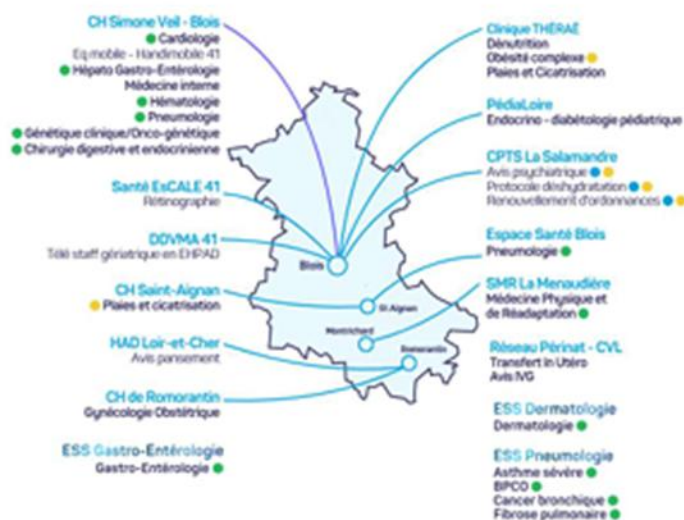 CH Simone Veil - Blois
Cardiologie
Eq mobile - Handimobile 41
Hépato Gastro-Entérologie
Médecine interne
Hématologie
Pneumologie
Génétique clinique/Onco-génétique
Chirurgie digestive et endocrinienne
Santé EsCALE 41
Rétinographie
DDVMA 41
Télé staff gériatrique en EHPAD
CH Saint-Aignan
Plaies et cicatrisation
HAD Loir-et-Cher
Avis pansement
CH de Romorantin
Gynécologie Obstétrique
ESS Gastro-Entérologie
Gastro-Entérologie
Blois
St Aignan
Montrichard
Romorantin
Clinique THÉRAÉ
Dénutrition
Obésité complexe
Plaies et Cicatrisation
PédiaLoire
Endocrino - diabétologie pédiatrique
CPTS La Salamandre
Avis psychiatrique
Protocole déshydratation
Renouvellement d'ordonnances
Espace Santé Blois
Pneumologie
SMR La Menaudière
Médecine Physique et
de Réadaptation
Réseau Périnat - CVL
Transfert In Utéro
Avis IVG
ESS Dermatologie
Dermatologie
ESS Pneumologie
Asthme sévère
BPCO
Cancer bronchique
Fibrose pulmonaire